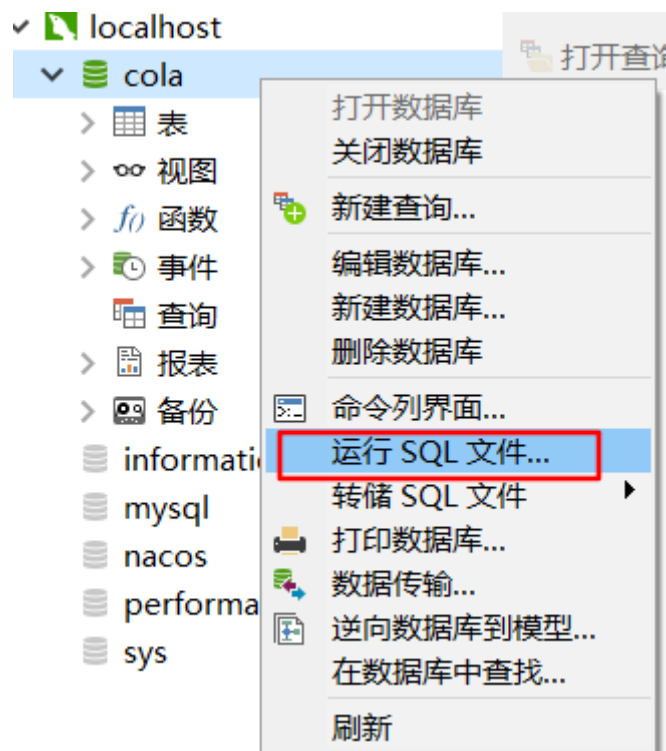 localhost
cola
表
视图
f() 函数
事件
查询
报表
备份
mysql
nacos
sys
打开数据库
关闭数据库
新建查询...
编辑数据库...
新建数据库...
删除数据库
命令列界面...
运行 SQL 文件...
转储 SQL 文件
打印数据库...
数据传输...
逆向数据库到模型...
在数据库中查找...
刷新
打开查